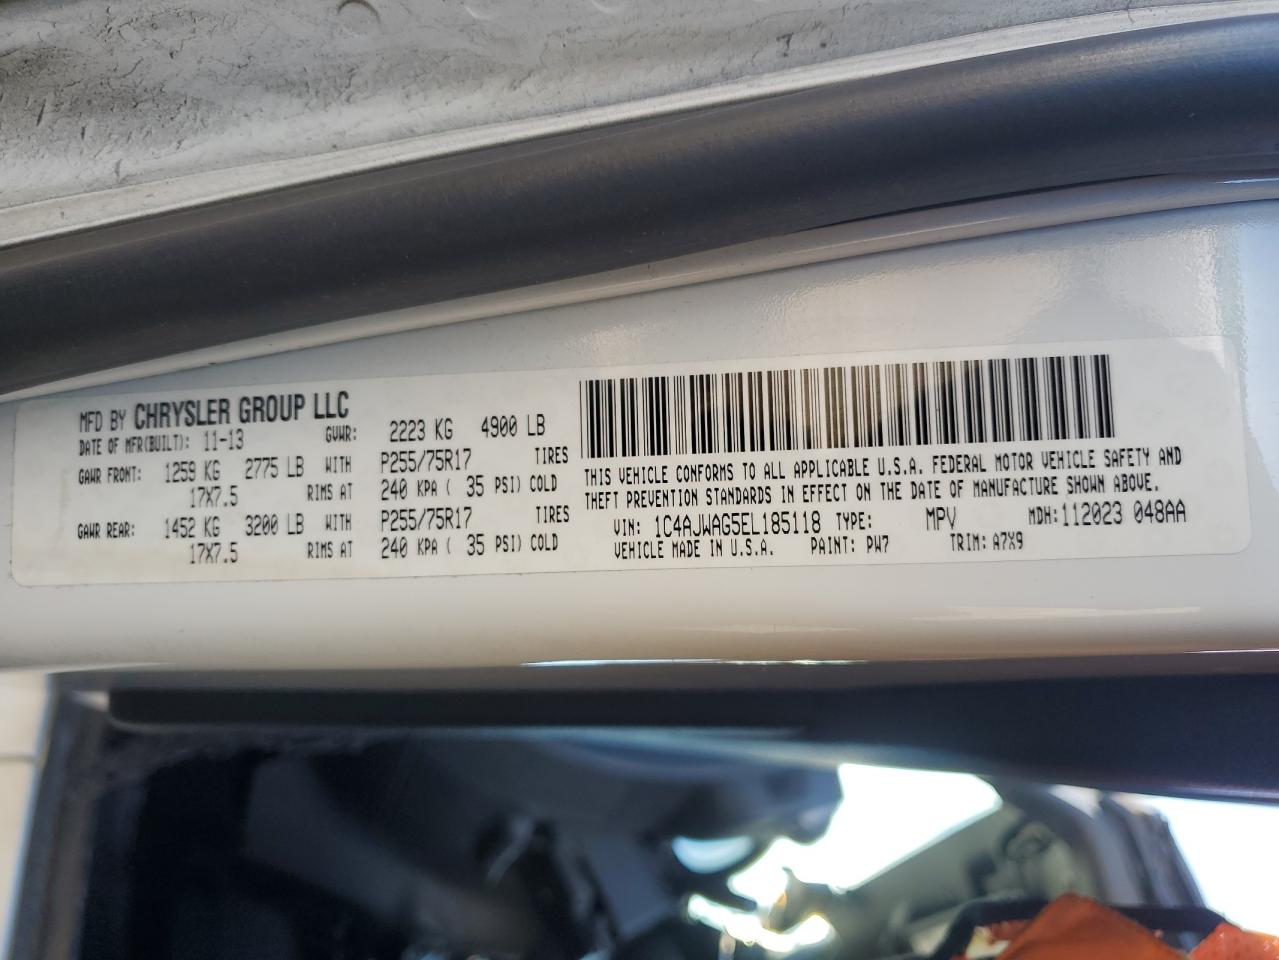 MFD BY CHRYSLER GROUP LLC
DATE OF MFR(BUILT): 11-13 GVWR: 2223 KG 4900 LB
GAWR FRONT: 1259 KG 2775 LB WITH P255/75R17 TIRES
17X7.5 RIMS AT 240 KPA ( 35 PSI) COLD
GAWR REAR: 1452 KG 3200 LB WITH P255/75R17 TIRES
17X7.5 RIMS AT 240 KPA ( 35 PSI) COLD
THIS VEHICLE CONFORMS TO ALL APPLICABLE U.S.A. FEDERAL MOTOR VEHICLE SAFETY AND
THEFT PREVENTION STANDARDS IN EFFECT ON THE DATE OF MANUFACTURE SHOWN ABOVE.
VIN: 1C4AJWAG5EL185118 TYPE: MPV MDH:112023 048AA
VEHICLE MADE IN U.S.A. PAINT: PW7 TRIM: A7X9